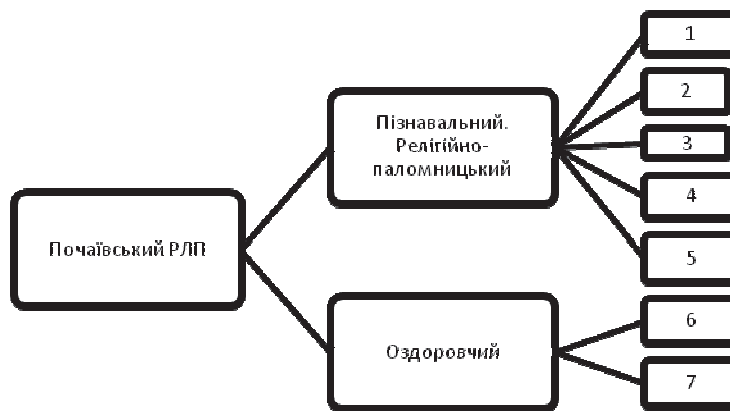 1
2
Пізнавальний.
Релігійно-
паломницький
3
4
Почаївський РЛП
5
6
Оздоровчий
7